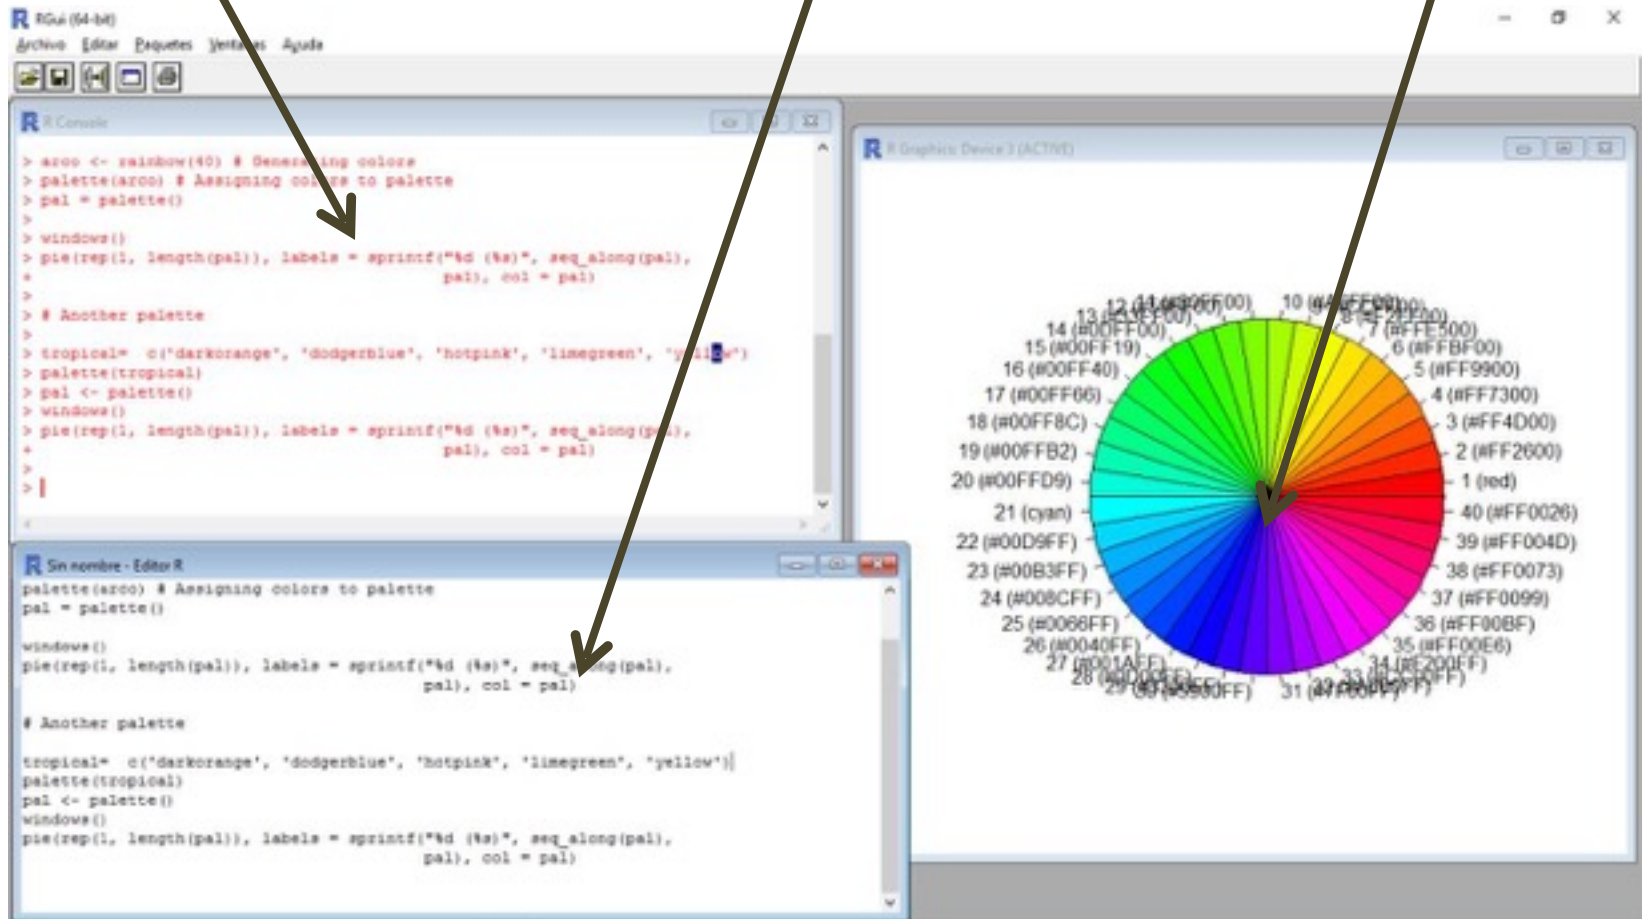 RGui (64-bit)
Archivo Editar Paquetes Ventanas Ayuda
R Console
> arco <- rainbow(40) # Generating colors
> palette(arco) # Assigning colors to palette
> pal = palette()
>
> windows()
> pie(rep(1, length(pal)), labels = sprintf("%d (%s)", seq_along(pal),
+ pal), col = pal)
>
> # Another palette
>
> tropical= c('darkorange', 'dodgerblue', 'hotpink', 'limegreen', 'yellow')
> palette(tropical)
> pal <- palette()
> windows()
> pie(rep(1, length(pal)), labels = sprintf("%d (%s)", seq_along(pal),
+ pal), col = pal)
>
>
Sin nombre - Editor R
palette(arco) # Assigning colors to palette
pal = palette()
windows()
pie(rep(1, length(pal)), labels = sprintf("%d (%s)", seq_along(pal),
pal), col = pal)
# Another palette
tropical= c('darkorange', 'dodgerblue', 'hotpink', 'limegreen', 'yellow')
palette(tropical)
pal <- palette()
windows()
pie(rep(1, length(pal)), labels = sprintf("%d (%s)", seq_along(pal),
pal), col = pal)
R Graphics: Device 3 (ACTIVE)
1 (red)
2 (#FF2600)
3 (#FF4D00)
4 (#FF7300)
5 (#FF9900)
6 (#FFBF00)
7 (#FFE500)
10
12
13
14 (#0DFF00)
15 (#00FF19)
16 (#00FF40)
17 (#00FF66)
18 (#00FF8C)
19 (#00FFB2)
20 (#00FFD9)
21 (cyan)
22 (#00D9FF)
23 (#00B3FF)
24 (#008CFF)
25 (#0066FF)
26 (#0040FF)
27 (#001AFF)
28
31
34
35 (#FF00E6)
36 (#FF00BF)
37 (#FF0099)
38 (#FF0073)
39 (#FF004D)
40 (#FF0026)